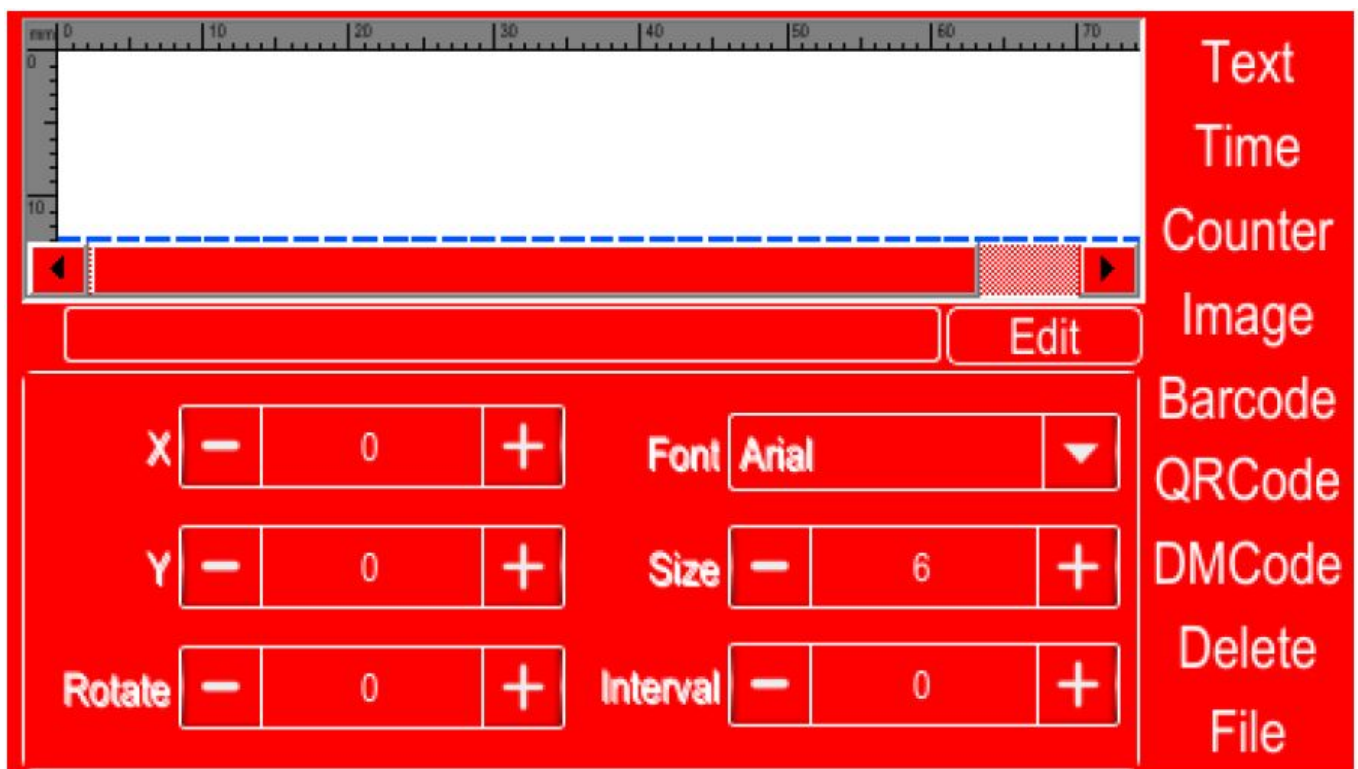 mm 0 10 20 30 40 50 60 70
0
10
Edit
X − 0 +
Font Arial
Y − 0 +
Size − 6 +
Rotate − 0 +
Interval − 0 +
Text
Time
Counter
Image
Barcode
QRCode
DMCode
Delete
File